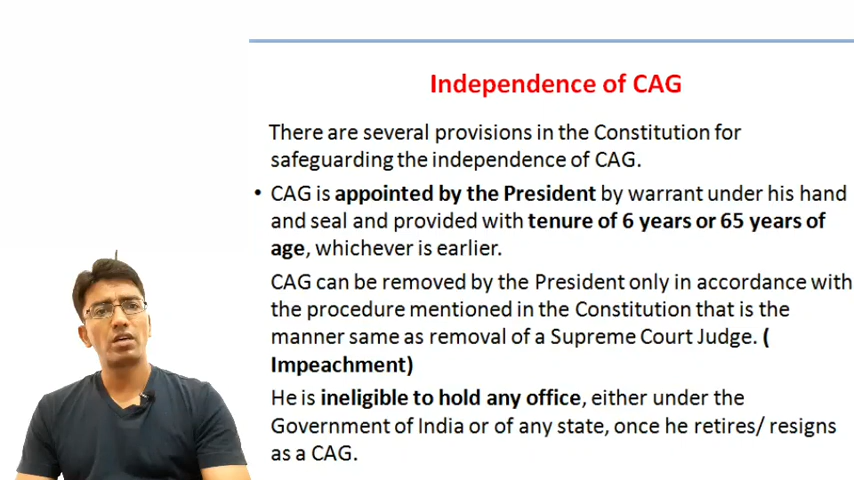 Independence of CAG
There are several provisions in the Constitution for
safeguarding the independence of CAG.
• CAG is appointed by the President by warrant under his hand
and seal and provided with tenure of 6 years or 65 years of
age, whichever is earlier.
CAG can be removed by the President only in accordance with
the procedure mentioned in the Constitution that is the
manner same as removal of a Supreme Court Judge. (
Impeachment)
He is ineligible to hold any office, either under the
Government of India or of any state, once he retires/ resigns
as a CAG.